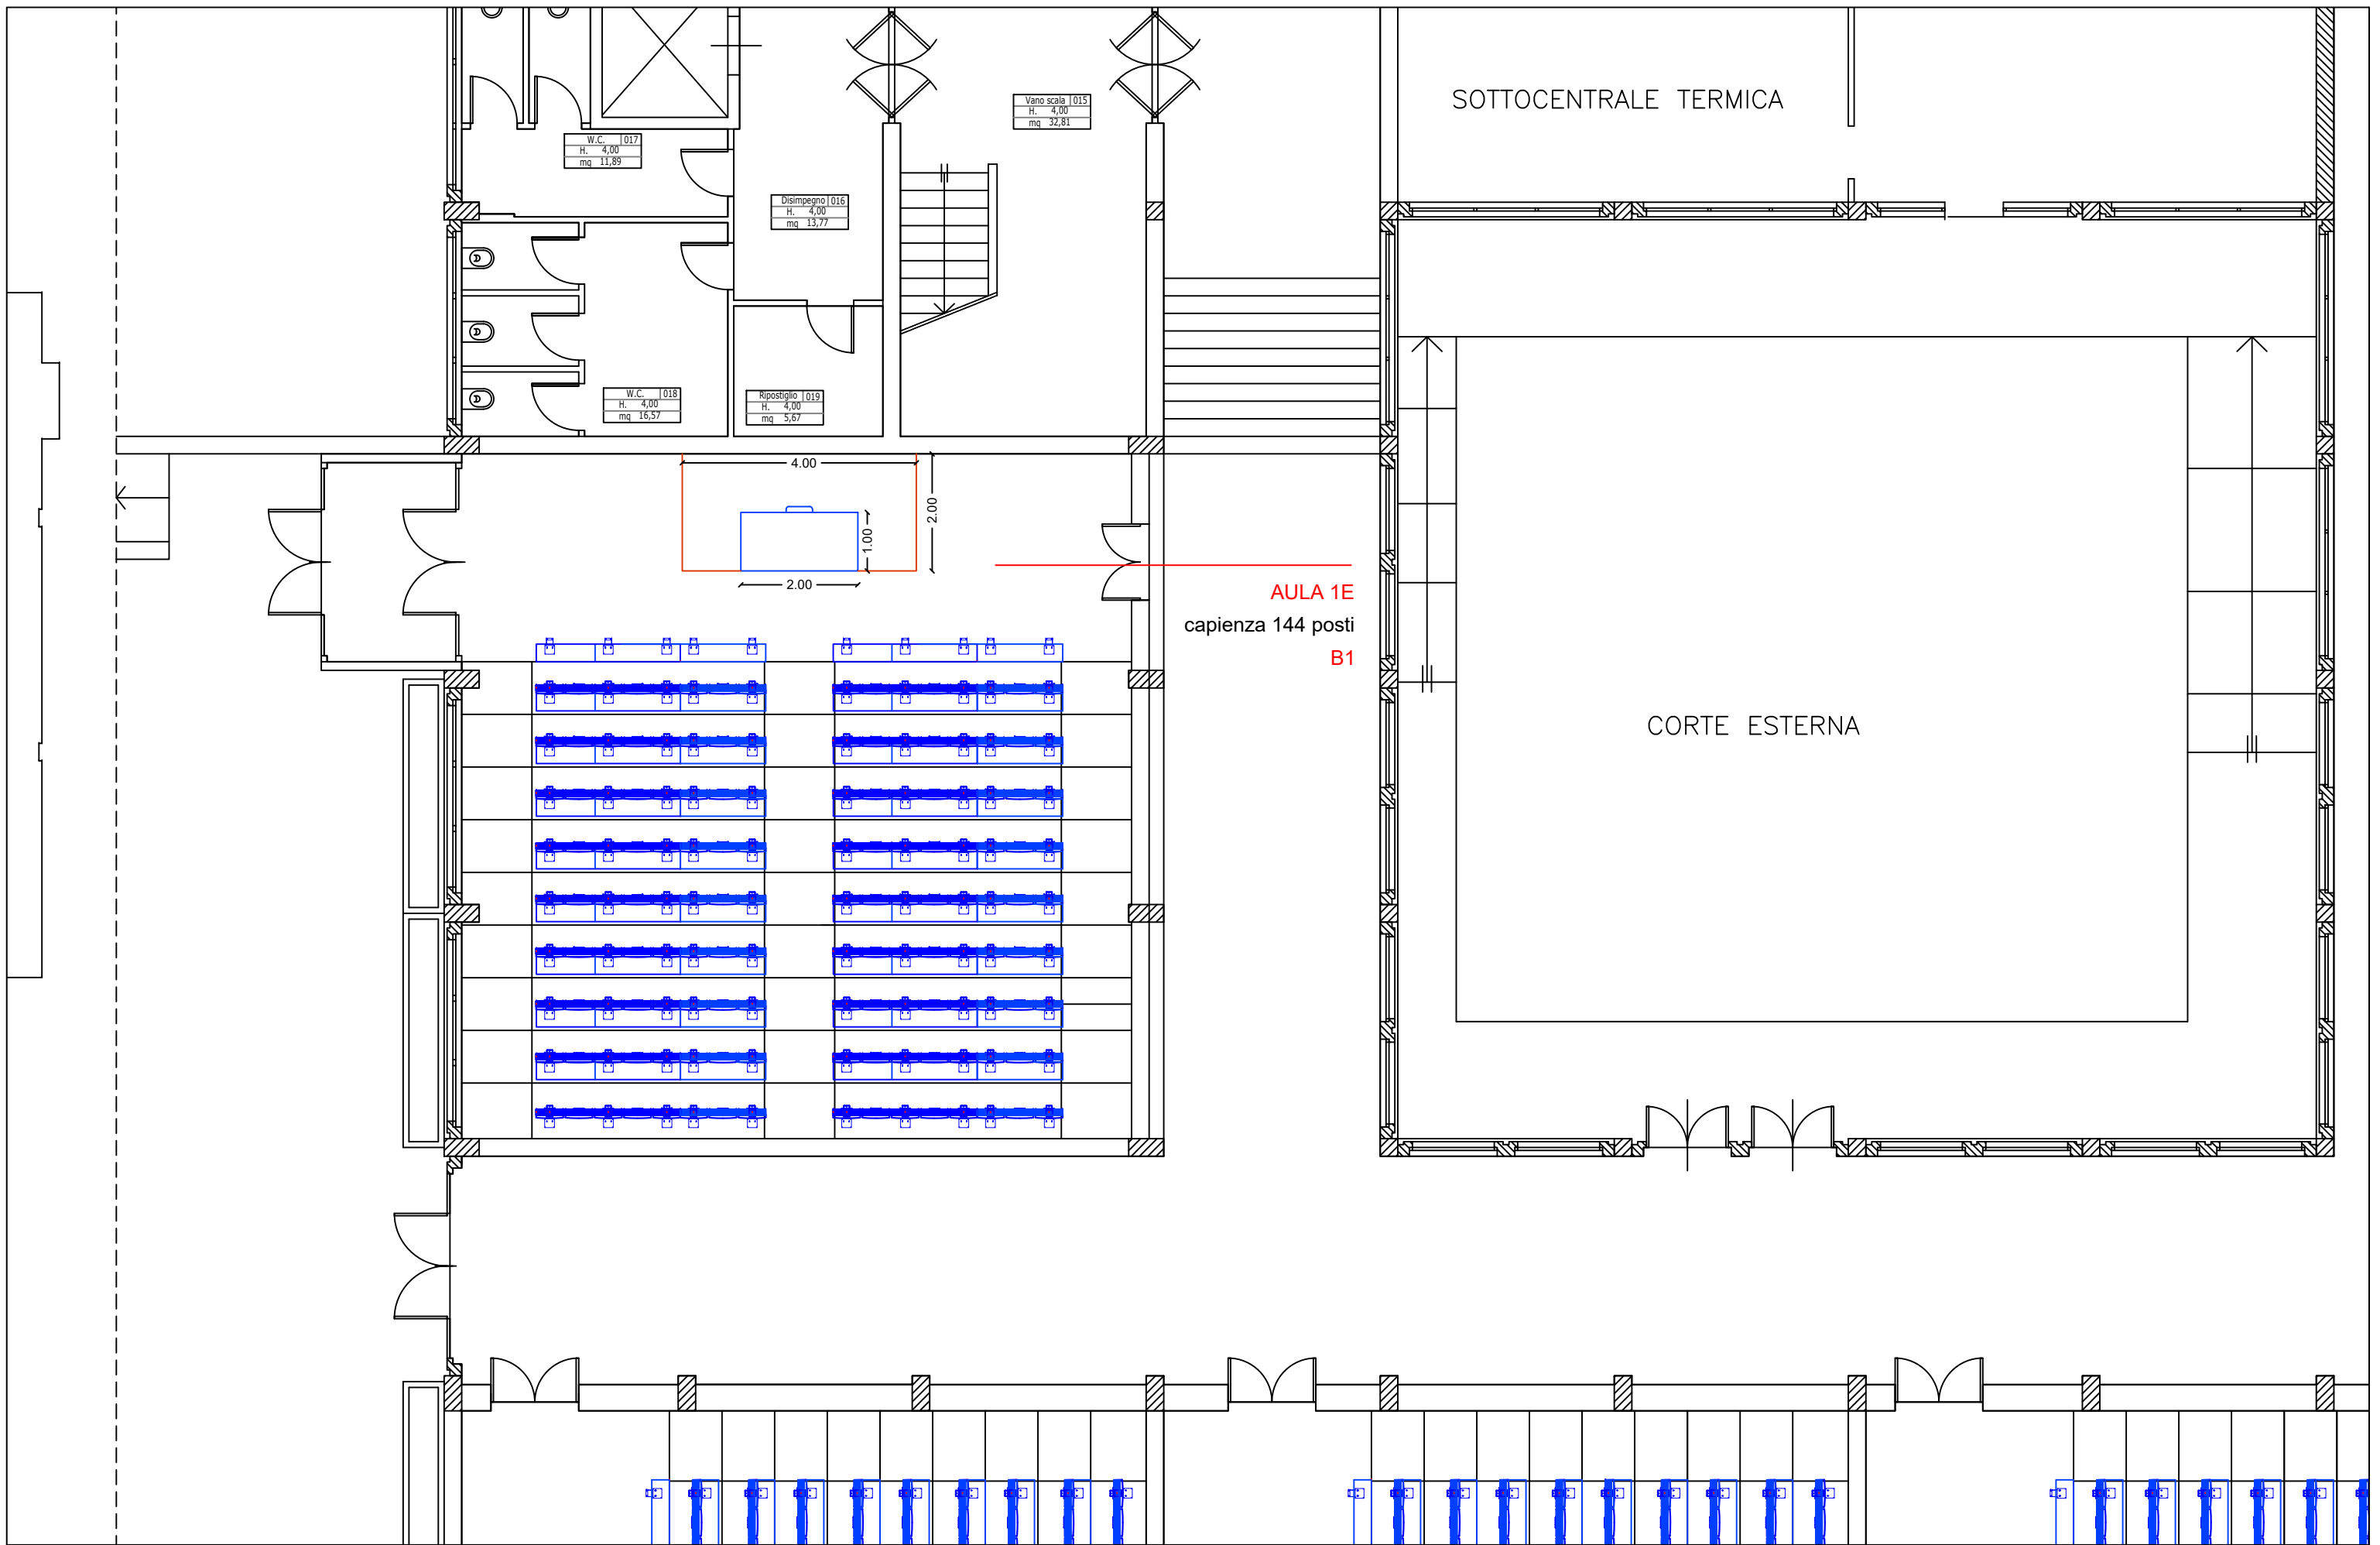 Vano scala 015
H. 4,00
mq 32,81
SOTTOCENTRALE TERMICA
W.C. 017
H. 4,00
mq 11,89
Disimpegno 016
H. 4,00
mq 13,77
W.C. 018
H. 4,00
mq 16,57
Ripostiglio 019
H. 4,00
mq 5,67
4.00
2.00
1.00
2.00
AULA 1E
capienza 144 posti
B1
CORTE ESTERNA